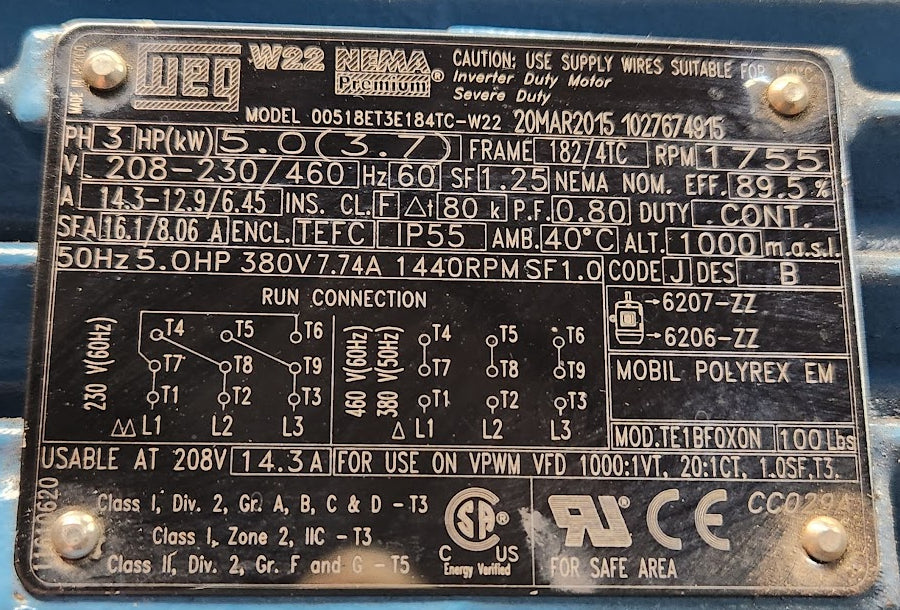 WEG W22 NEMA Premium® CAUTION: USE SUPPLY WIRES SUITABLE FOR
Inverter Duty Motor
Severe Duty
MADE IN
MODEL 00518ET3E184TC-W22 20MAR2015 1027674915
PH 3 HP(kW) 5.0(3.7) FRAME 182/4TC RPM 1755
V 208-230/460 Hz 60 SF 1.25 NEMA NOM. EFF. 89.5 %
A 14.3-12.9/6.45 INS. CL. F Δt 80 k P.F. 0.80 DUTY CONT.
SFA 16.1/8.06 A ENCL. TEFC IP55 AMB. 40°C ALT. 1000 m.a.s.l.
50Hz 5.0HP 380V 7.74A 1440RPM SF1.0 CODE J DES B
RUN CONNECTION
230 V(60Hz)
T4 T5 T6
T7 T8 T9
T1 T2 T3
ΔΔ L1 L2 L3
460 V(60Hz)
380 V(50Hz)
T4 T5 T6
T7 T8 T9
T1 T2 T3
Δ L1 L2 L3
6207-ZZ
6206-ZZ
MOBIL POLYREX EM
MOD.TE1BF0X0N 100Lbs
USABLE AT 208V 14.3 A FOR USE ON VPWM VFD 1000:1VT, 20:1CT, 1.0SF,T3.
Class I, Div. 2, Gr. A, B, C & D - T3
Class I, Zone 2, IIC - T3
Class II, Div. 2, Gr. F and G - T5
SA®
C US
Energy Verified
RU® CE CC029A
FOR SAFE AREA